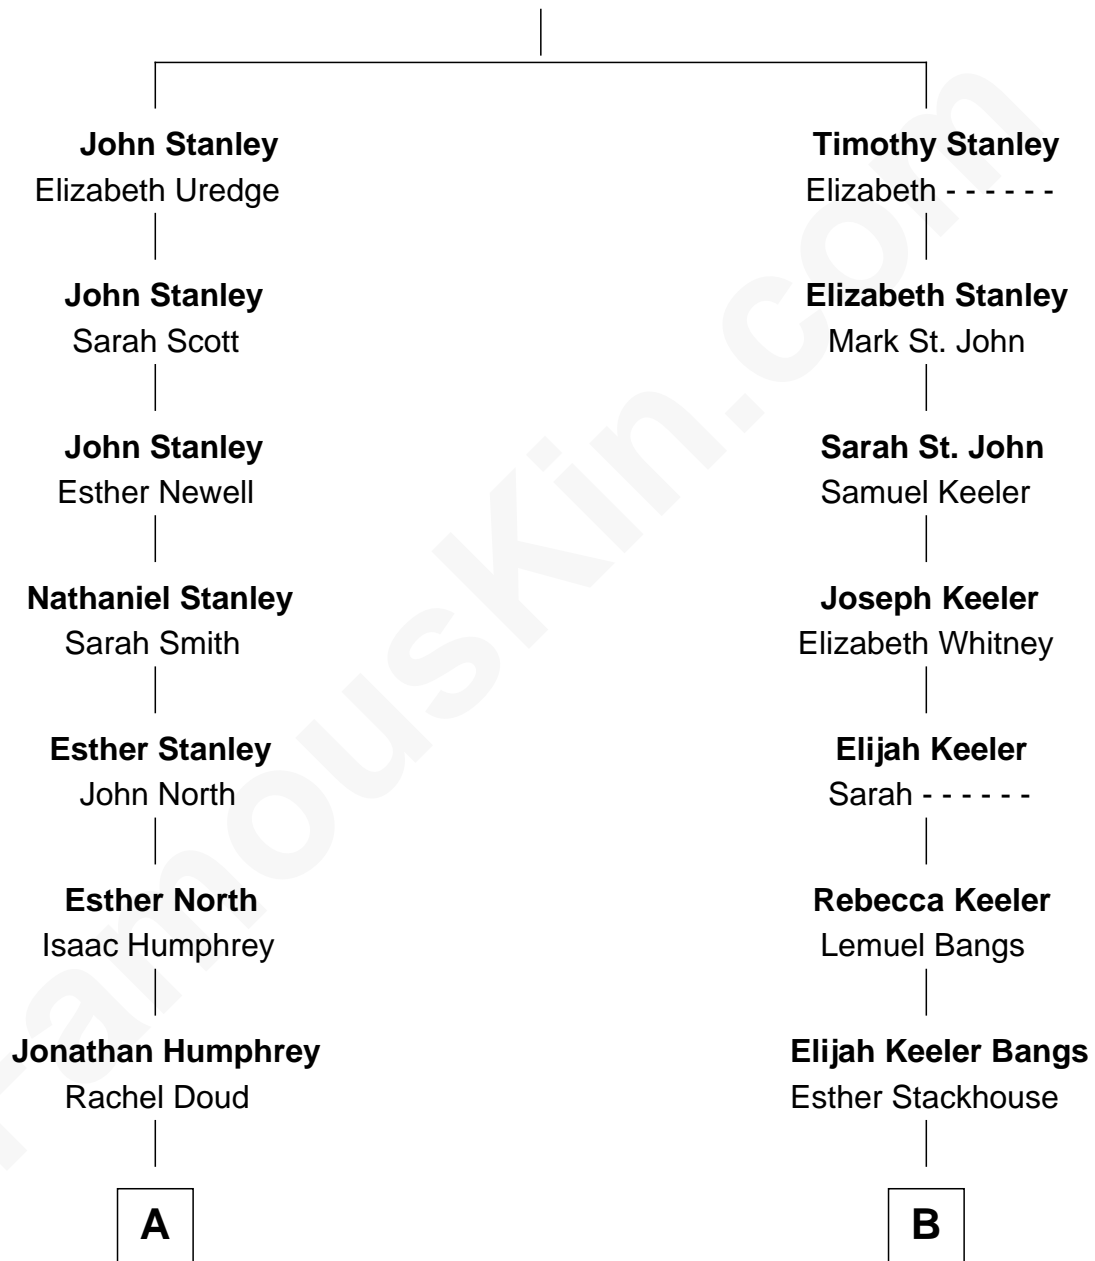 John Stanley
Elizabeth Uredge
John Stanley
Sarah Scott
John Stanley
Esther Newell
Nathaniel Stanley
Sarah Smith
Esther Stanley
John North
Esther North
Isaac Humphrey
Jonathan Humphrey
Rachel Doud
A
Timothy Stanley
Elizabeth - - - - - -
Elizabeth Stanley
Mark St. John
Sarah St. John
Samuel Keeler
Joseph Keeler
Elizabeth Whitney
Elijah Keeler
Sarah - - - - - -
Rebecca Keeler
Lemuel Bangs
Elijah Keeler Bangs
Esther Stackhouse
B
FamousKin.com